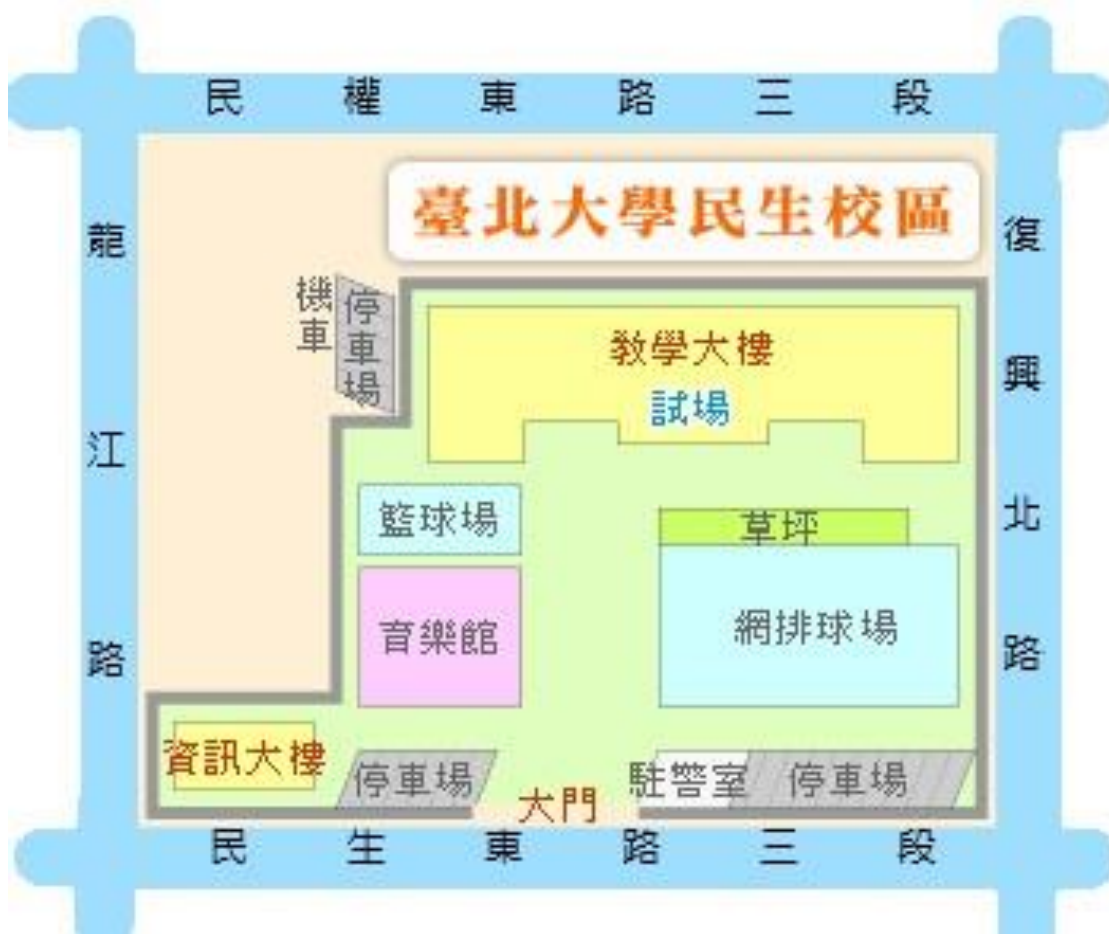 民權東路三段
臺北大學民生校區
龍江路
復興北路
機車
停車場
教學大樓
試場
籃球場
草坪
育樂館
網排球場
資訊大樓
停車場
大門
駐警室
停車場
民生東路三段